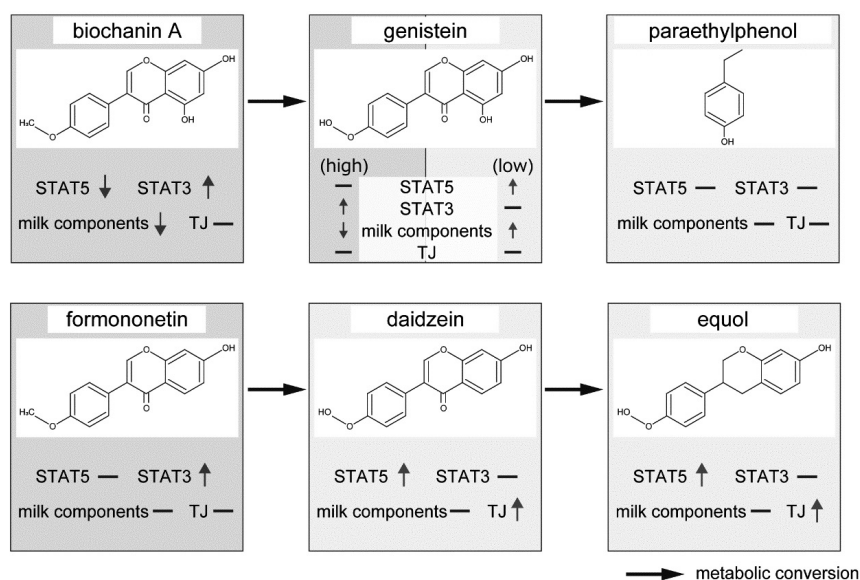 biochanin A
O
OH
H₃C
O
O
OH
STAT5 ↓ STAT3 ↑
milk components ↓ TJ —
genistein
O
OH
HO
O
O
OH
(high) (low)
— STAT5 ↑
↑ STAT3 —
↓ milk components ↑
— TJ —
paraethylphenol
OH
STAT5 — STAT3 —
milk components — TJ —
formononetin
O
OH
H₃C
O
O
STAT5 — STAT3 ↑
milk components — TJ —
daidzein
O
OH
HO
O
O
STAT5 ↑ STAT3 —
milk components — TJ ↑
equol
O
OH
HO
O
STAT5 ↑ STAT3 —
milk components — TJ ↑
metabolic conversion